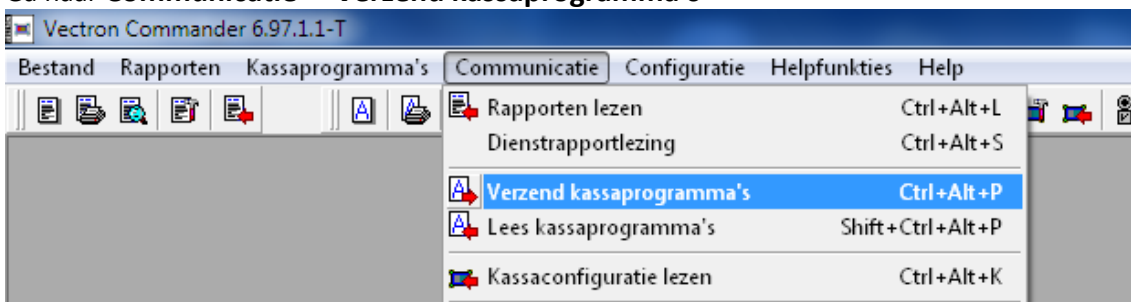 Vectron Commander 6.97.1.1-T
Bestand Rapporten Kassaprogramma's Communicatie Configuratie Helpfunkties Help
Rapporten lezen Ctrl+Alt+L
Dienstrapportlezing Ctrl+Alt+S
Verzend kassaprogramma's Ctrl+Alt+P
Lees kassaprogramma's Shift+Ctrl+Alt+P
Kassaconfiguratie lezen Ctrl+Alt+K